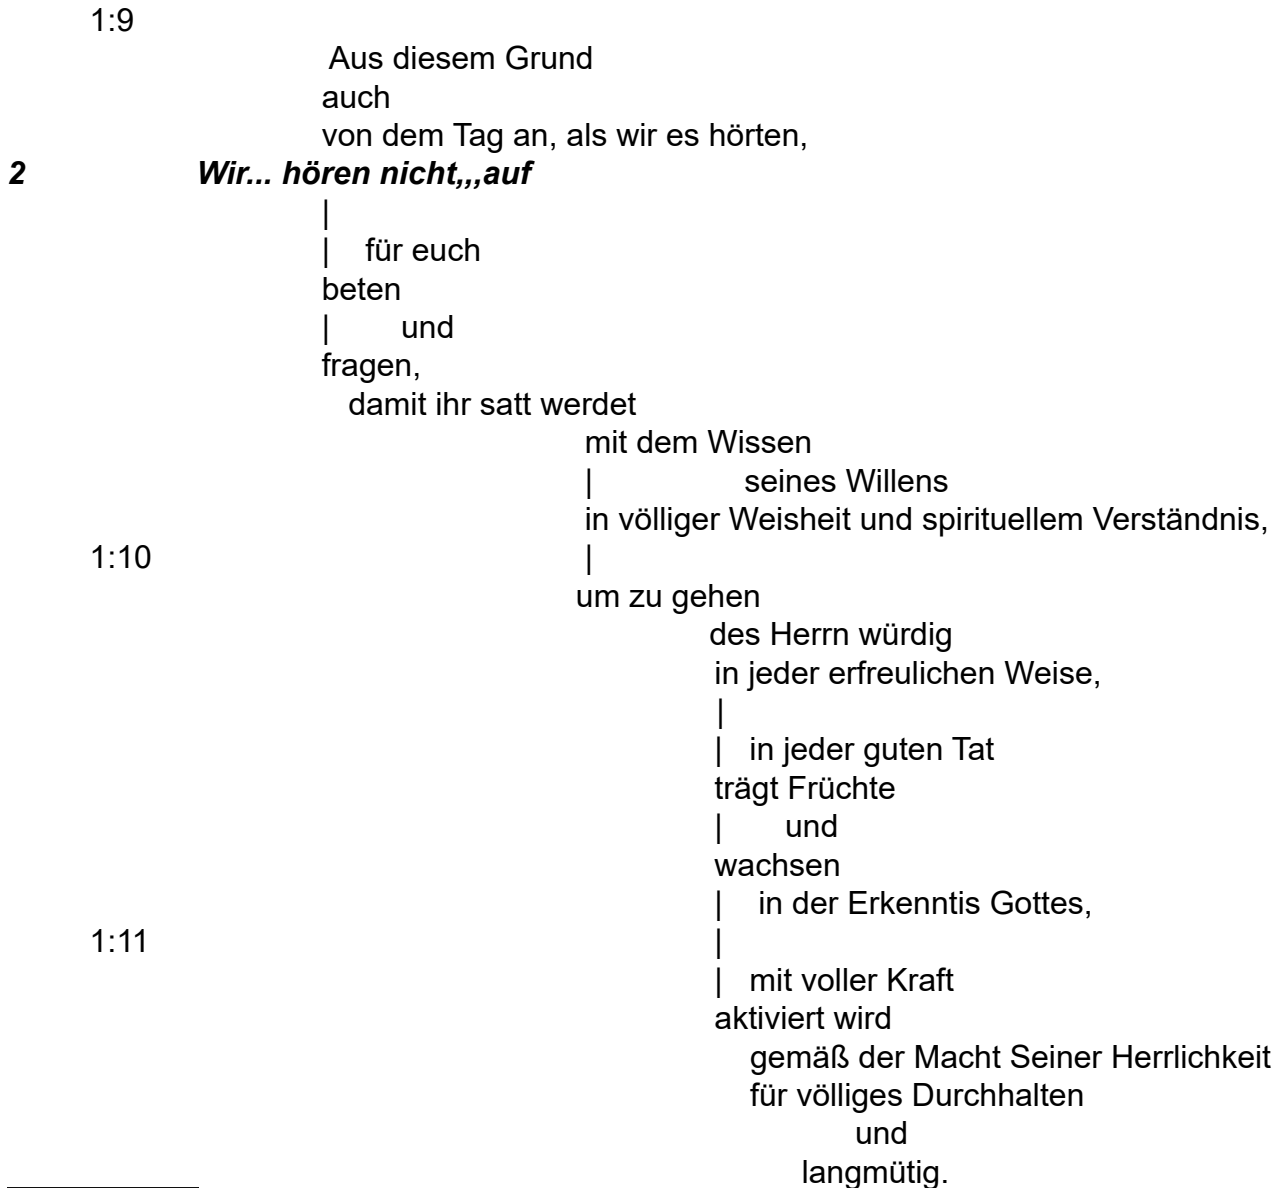 1:9
Aus diesem Grund
auch
von dem Tag an, als wir es hörten,
2 Wir... hören nicht,,,auf
|
| für euch
beten
| und
fragen,
damit ihr satt werdet
mit dem Wissen
| seines Willens
in völliger Weisheit und spirituellem Verständnis,
1:10 |
um zu gehen
des Herrn würdig
in jeder erfreulichen Weise,
|
| in jeder guten Tat
trägt Früchte
| und
wachsen
| in der Erkenntis Gottes,
1:11 |
| mit voller Kraft
aktiviert wird
gemäß der Macht Seiner Herrlichkeit
für völliges Durchhalten
und
langmütig.